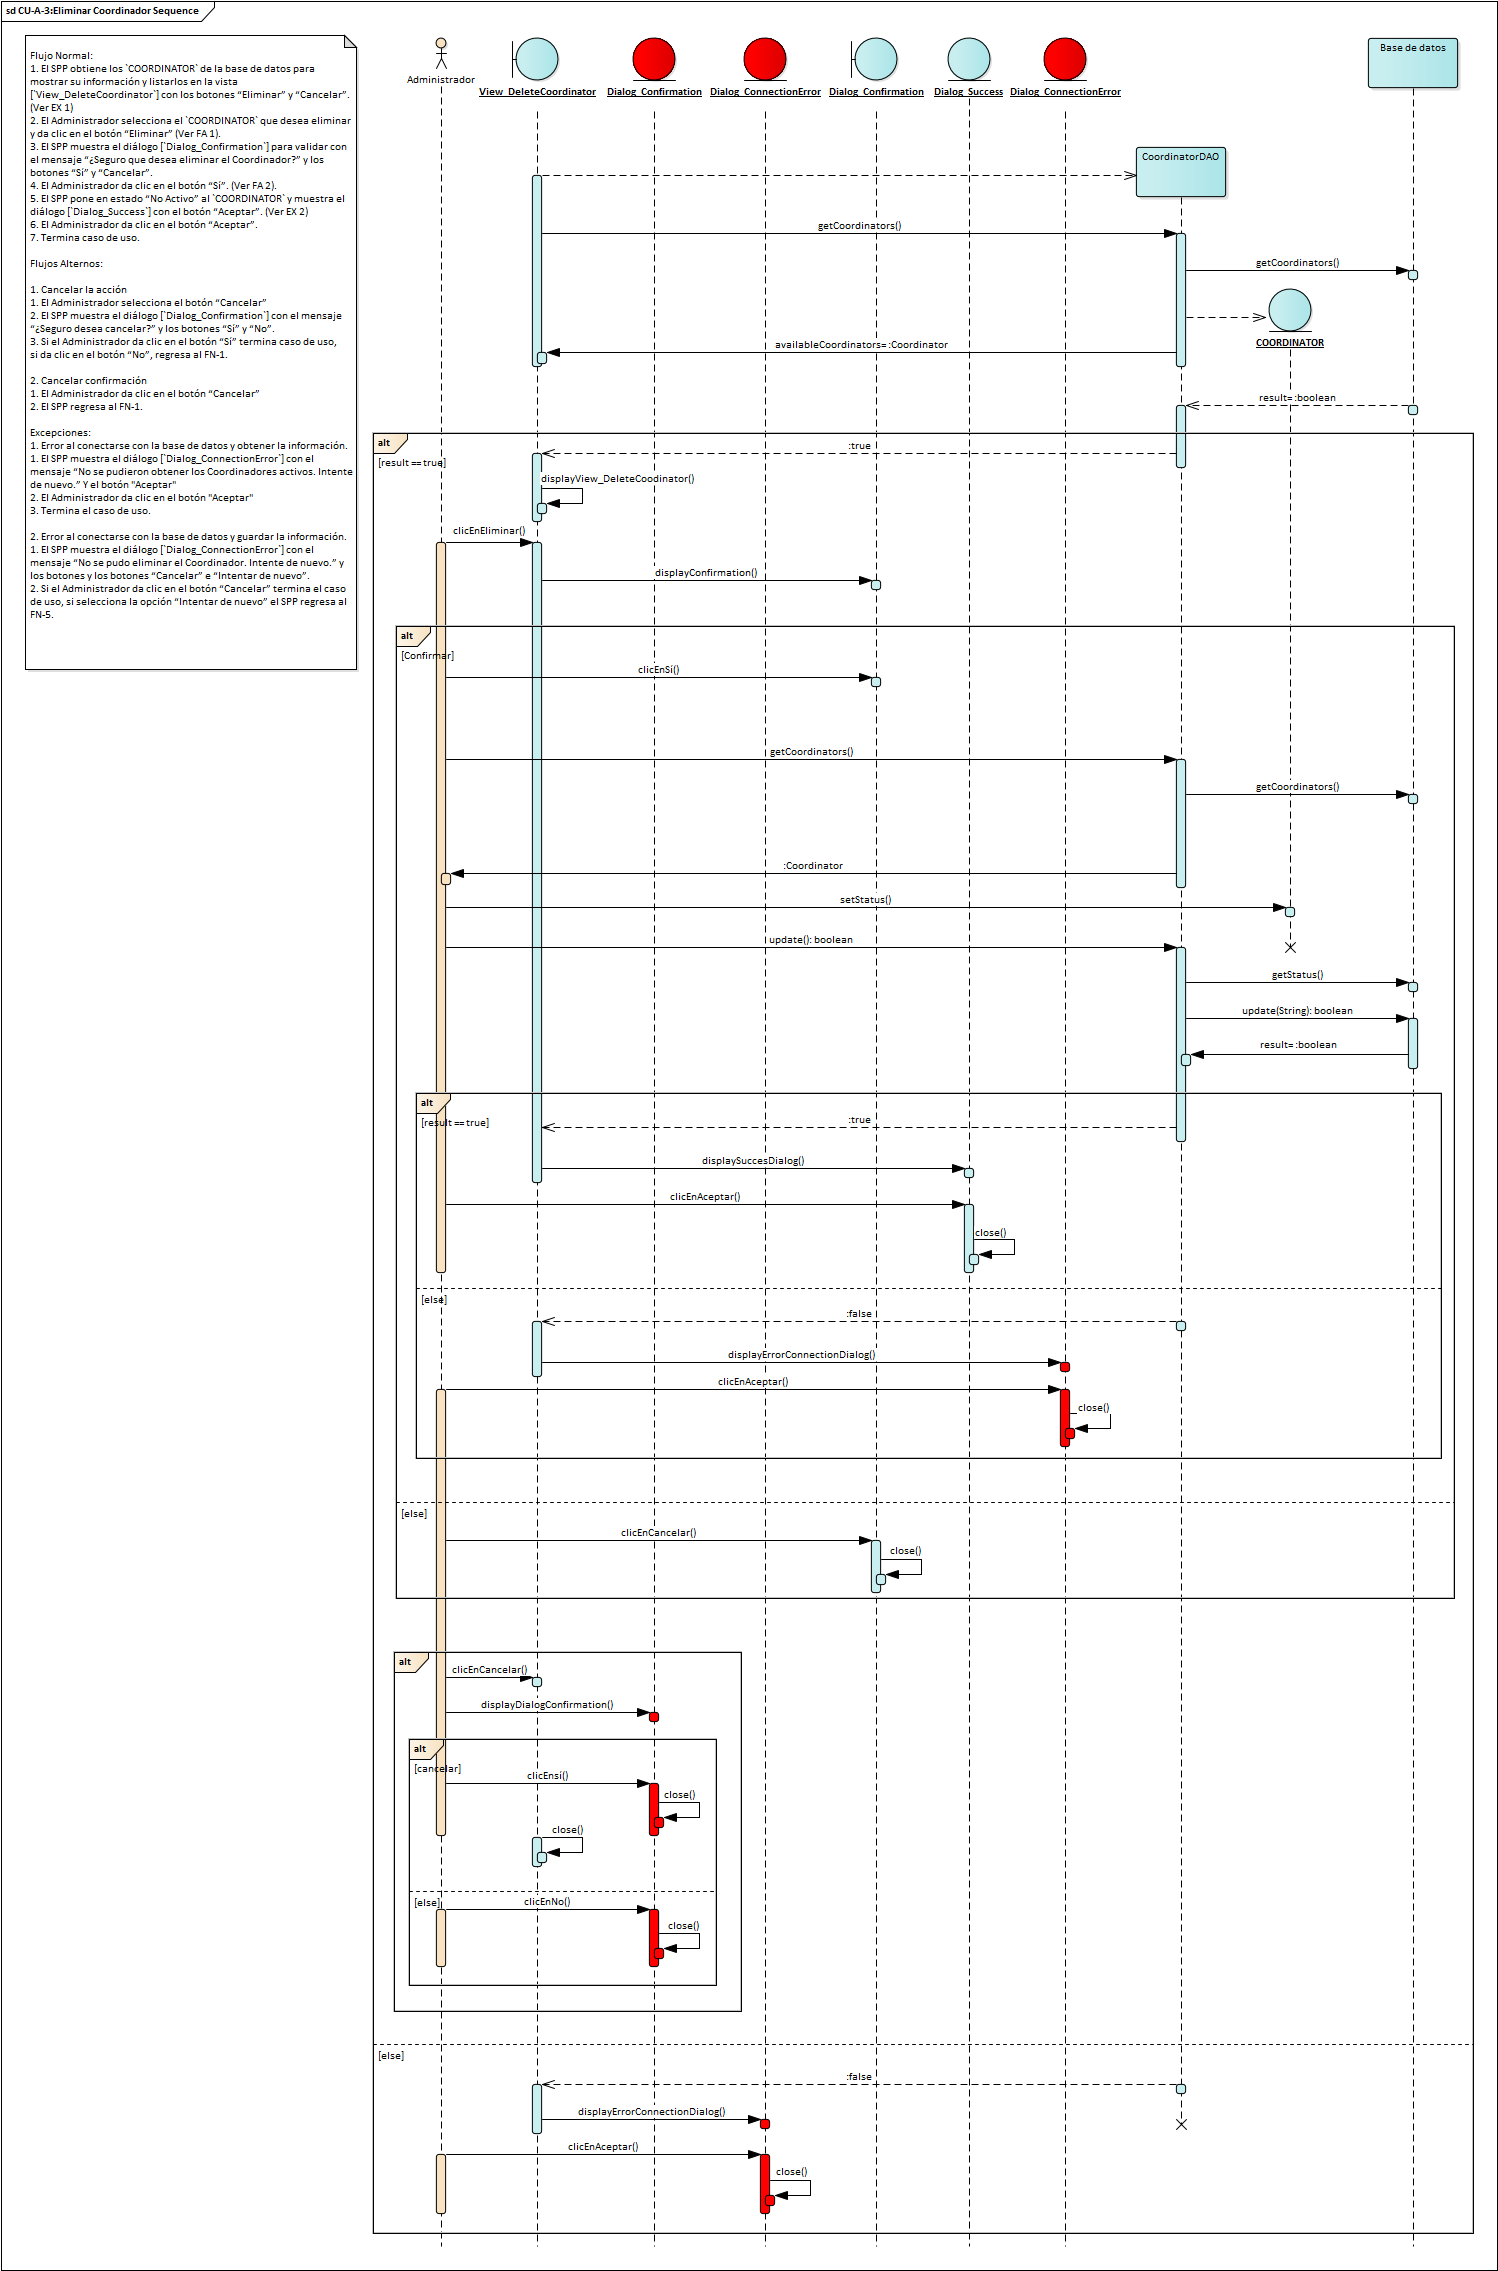 sd CU-A-3:Eliminar Coordinador Sequence
Flujo Normal:
1. El SPP obtiene los `COORDINATOR` de la base de datos para
mostrar su información y listarlos en la vista
[`View_DeleteCoordinator`] con los botones “Eliminar” y “Cancelar”.
(Ver EX 1)
2. El Administrador selecciona el `COORDINATOR` que desea eliminar
y da clic en el botón “Eliminar” (Ver FA 1).
3. El SPP muestra el diálogo [`Dialog_Confirmation`] para validar con
el mensaje “¿Seguro que desea eliminar el Coordinador?” y los
botones “Sí” y “Cancelar”.
4. El Administrador da clic en el botón “Sí”. (Ver FA 2).
5. El SPP pone en estado “No Activo” al `COORDINATOR` y muestra el
diálogo [`Dialog_Success`] con el botón “Aceptar”. (Ver EX 2)
6. El Administrador da clic en el botón “Aceptar”.
7. Termina caso de uso.
Flujos Alternos:
1. Cancelar la acción
1. El Administrador selecciona el botón “Cancelar”
2. El SPP muestra el diálogo [`Dialog_Confirmation`] con el mensaje
“¿Seguro desea cancelar?” y los botones “Sí” y “No”.
3. Si el Administrador da clic en el botón “Sí” termina caso de uso,
si da clic en el botón “No”, regresa al FN-1.
2. Cancelar confirmación
1. El Administrador da clic en el botón “Cancelar”
2. El SPP regresa al FN-1.
Excepciones:
1. Error al conectarse con la base de datos y obtener la información.
1. El SPP muestra el diálogo [`Dialog_ConnectionError`] con el
mensaje “No se pudieron obtener los Coordinadores activos. Intente
de nuevo.” Y el botón "Aceptar"
2. El Administrador da clic en el botón "Aceptar"
3. Termina el caso de uso.
2. Error al conectarse con la base de datos y guardar la información.
1. El SPP muestra el diálogo [`Dialog_ConnectionError`] con el
mensaje “No se pudo eliminar el Coordinador. Intente de nuevo.” y
los botones y los botones “Cancelar” e “Intentar de nuevo”.
2. Si el Administrador da clic en el botón “Cancelar” termina el caso
de uso, si selecciona la opción “Intentar de nuevo” el SPP regresa al
FN-5.
Administrador
View_DeleteCoordinator
Dialog_Confirmation
Dialog_ConnectionError
Dialog_Confirmation
Dialog_Success
Dialog_ConnectionError
Base de datos
CoordinatorDAO
getCoordinators()
getCoordinators()
COORDINATOR
availableCoordinators= :Coordinator
result= :boolean
alt
[result == true]
:true
displayView_DeleteCoodinator()
clicEnEliminar()
displayConfirmation()
alt
[Confirmar]
clicEnSí()
getCoordinators()
getCoordinators()
:Coordinator
setStatus()
update(): boolean
getStatus()
update(String): boolean
result= :boolean
alt
[result == true]
:true
displaySuccesDialog()
clicEnAceptar()
close()
[else]
:false
displayErrorConnectionDialog()
clicEnAceptar()
close()
[else]
clicEnCancelar()
close()
alt
clicEnCancelar()
displayDialogConfirmation()
alt
[cancelar]
clicEnsí()
close()
close()
[else]
clicEnNo()
close()
[else]
:false
displayErrorConnectionDialog()
clicEnAceptar()
close()